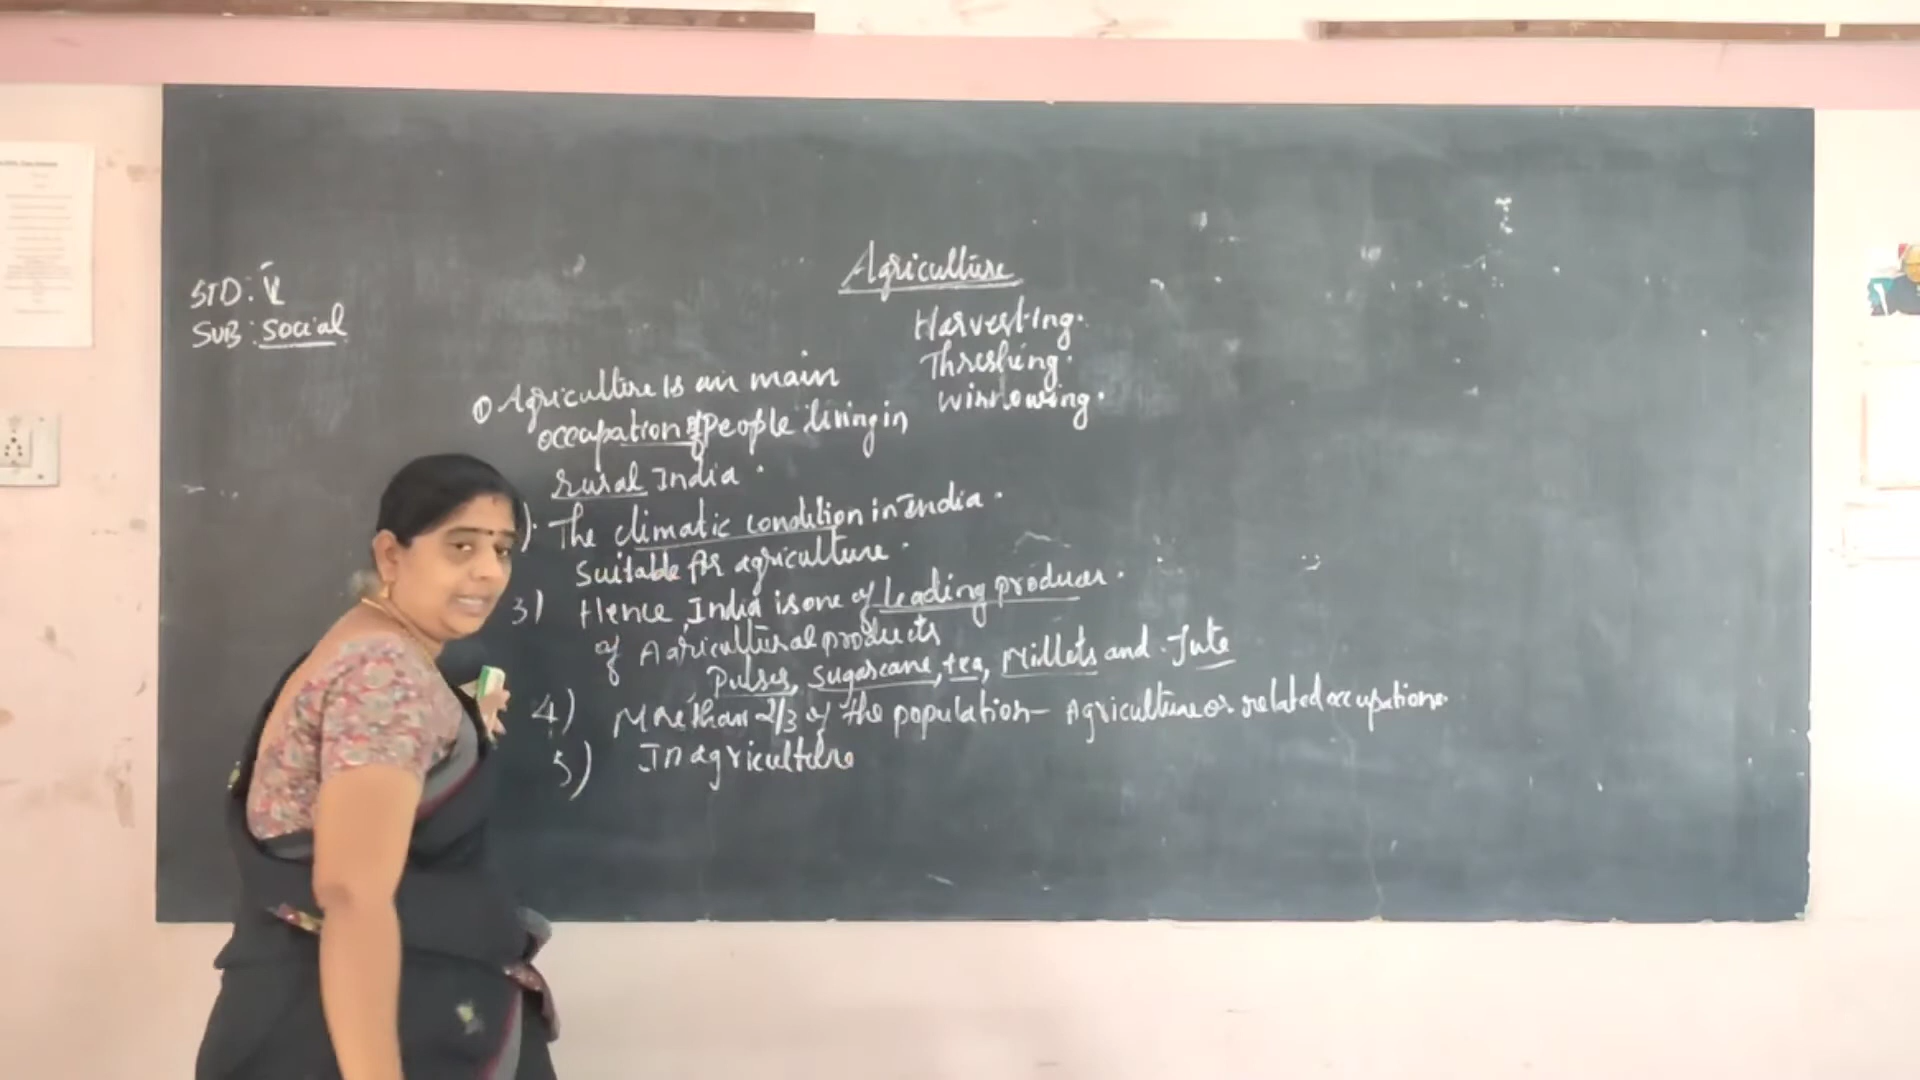 Agriculture
STD: V
SUB: Social
Harvesting.
Threshing.
Winnowing.
① Agriculture is an main
occupation of People living in
rural India.
). The climatic condition in India.
Suitable for agriculture.
3) Hence, India is one of leading producer.
of Agricultural products
Pulses, Sugarcane, tea, Millets and Jute
4) More than 2/3 of the population - Agriculture or related occupations.
5) In agriculture